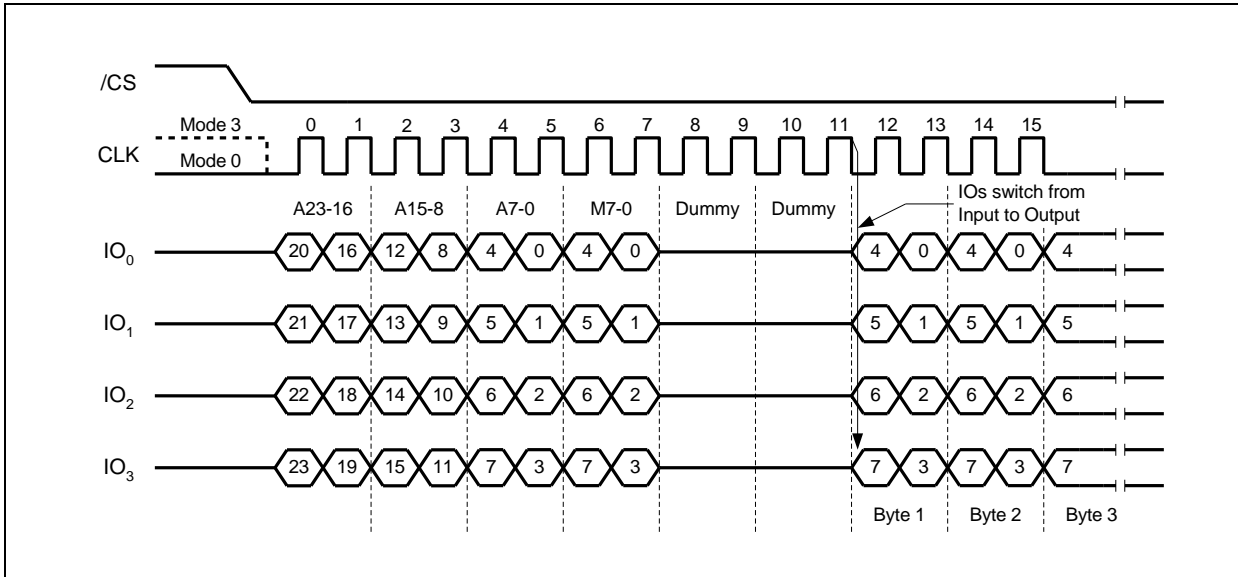 /CS
Mode 3 0 1 2 3 4 5 6 7 8 9 10 11 12 13 14 15
CLK Mode 0
A23-16 A15-8 A7-0 M7-0 Dummy Dummy IOs switch from
Input to Output
IO0 20 16 12 8 4 0 4 0 4 0 4 0 4
IO1 21 17 13 9 5 1 5 1 5 1 5 1 5
IO2 22 18 14 10 6 2 6 2 6 2 6 2 6
IO3 23 19 15 11 7 3 7 3 7 3 7 3 7
Byte 1 Byte 2 Byte 3